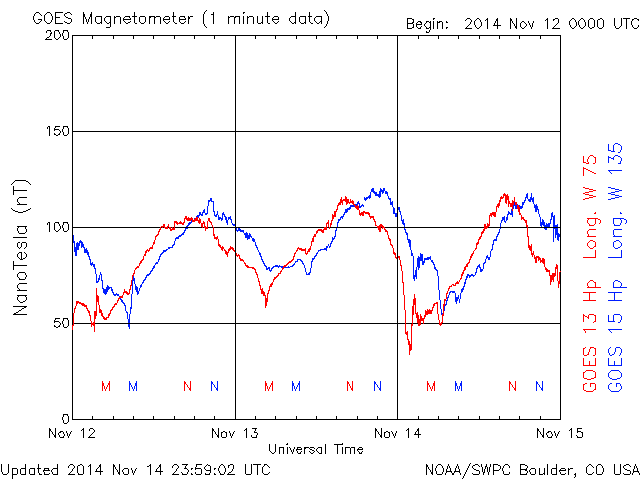 GOES Magnetometer (1 minute data)
Begin: 2014 Nov 12 0000 UTC
200
150
100
50
0
NanoTesla (nT)
M M N N M M N N M M N N
Nov 12 Nov 13 Nov 14 Nov 15
Universal Time
GOES 13 Hp Long. W 75
GOES 15 Hp Long. W 135
Updated 2014 Nov 14 23:59:02 UTC
NOAA/SWPC Boulder, CO USA